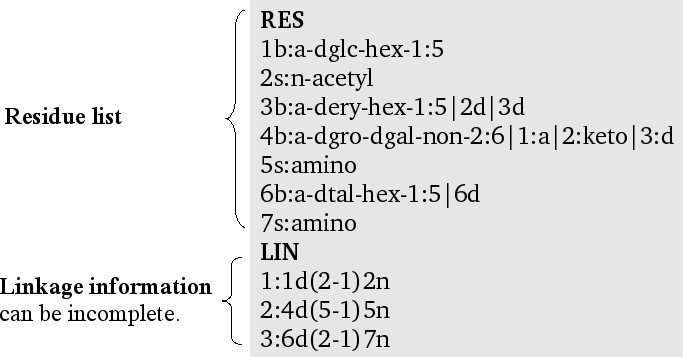 RES
1b:a-dglc-hex-1:5
2s:n-acetyl
3b:a-dery-hex-1:5|2d|3d
Residue list
4b:a-dgro-dgal-non-2:6|1:a|2:keto|3:d
5s:amino
6b:a-dtal-hex-1:5|6d
7s:amino
LIN
Linkage information
can be incomplete.
1:1d(2-1)2n
2:4d(5-1)5n
3:6d(2-1)7n